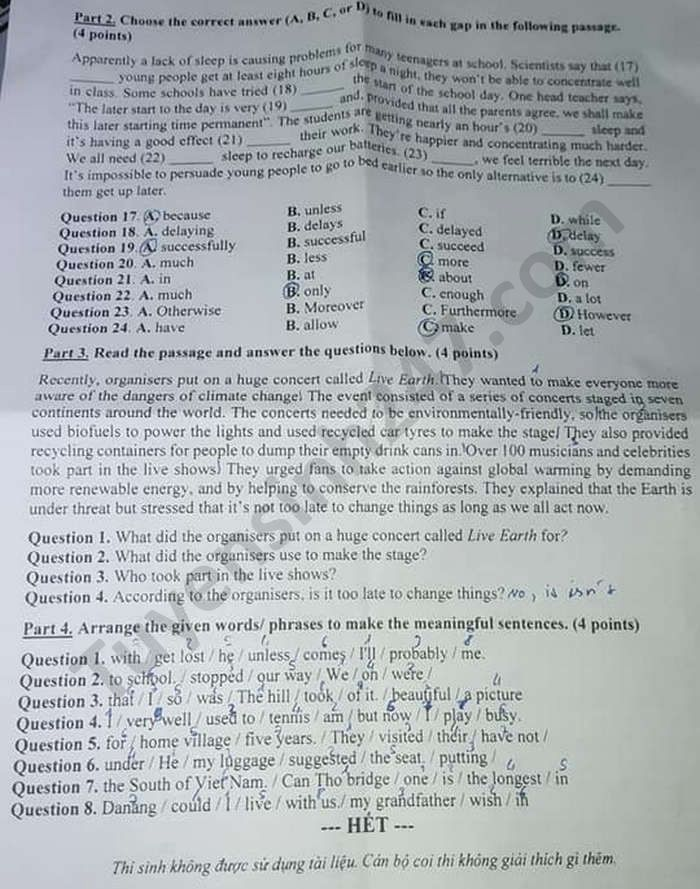 Part 2. Choose the correct answer (A, B, C, or D) to fill in each gap in the following passage.
(4 points)
Apparently a lack of sleep is causing problems for many teenagers at school. Scientists say that (17)
______ young people get at least eight hours of sleep a night, they won't be able to concentrate well
in class. Some schools have tried (18) ______ the start of the school day. One head teacher says,
"The later start to the day is very (19) ______ and, provided that all the parents agree, we shall make
this later starting time permanent". The students are getting nearly an hour's (20) ______ sleep and
it's having a good effect (21) ______ their work. They're happier and concentrating much harder.
We all need (22) ______ sleep to recharge our batteries. (23) ______, we feel terrible the next day.
It's impossible to persuade young people to go to bed earlier so the only alternative is to (24) ______
them get up later.
Question 17. A. because B. unless C. if D. while
Question 18. A. delaying B. delays C. delayed D. delay
Question 19. A. successfully B. successful C. succeed D. success
Question 20. A. much B. less C. more D. fewer
Question 21. A. in B. at C. about D. on
Question 22. A. much B. only C. enough D. a lot
Question 23. A. Otherwise B. Moreover C. Furthermore D. However
Question 24. A. have B. allow C. make D. let
Part 3. Read the passage and answer the questions below. (4 points)
Recently, organisers put on a huge concert called Live Earth. They wanted to make everyone more
aware of the dangers of climate change. The event consisted of a series of concerts staged in seven
continents around the world. The concerts needed to be environmentally-friendly, so the organisers
used biofuels to power the lights and used recycled car tyres to make the stage. They also provided
recycling containers for people to dump their empty drink cans in. Over 100 musicians and celebrities
took part in the live shows. They urged fans to take action against global warming by demanding
more renewable energy, and by helping to conserve the rainforests. They explained that the Earth is
under threat but stressed that it's not too late to change things as long as we all act now.
Question 1. What did the organisers put on a huge concert called Live Earth for?
Question 2. What did the organisers use to make the stage?
Question 3. Who took part in the live shows?
Question 4. According to the organisers, is it too late to change things? No, is isn't
Part 4. Arrange the given words/ phrases to make the meaningful sentences. (4 points)
Question 1. with / get lost / he / unless / comes / I'll / probably / me.
Question 2. to school. / stopped / our way / We / on / were /
Question 3. that / I / so / was / The hill / took / of it. / beautiful / a picture
Question 4. I / very well / used to / tennis / am / but now / I / play / busy.
Question 5. for / home village / five years. / They / visited / their / have not /
Question 6. under / He / my luggage / suggested / the seat. / putting /
Question 7. the South of Viet Nam. / Can Tho bridge / one / is / the longest / in
Question 8. Danang / could / I / live / with us./ my grandfather / wish / in
--- HẾT ---
Thí sinh không được sử dụng tài liệu. Cán bộ coi thi không giải thích gì thêm.
Tuyensinh247.com